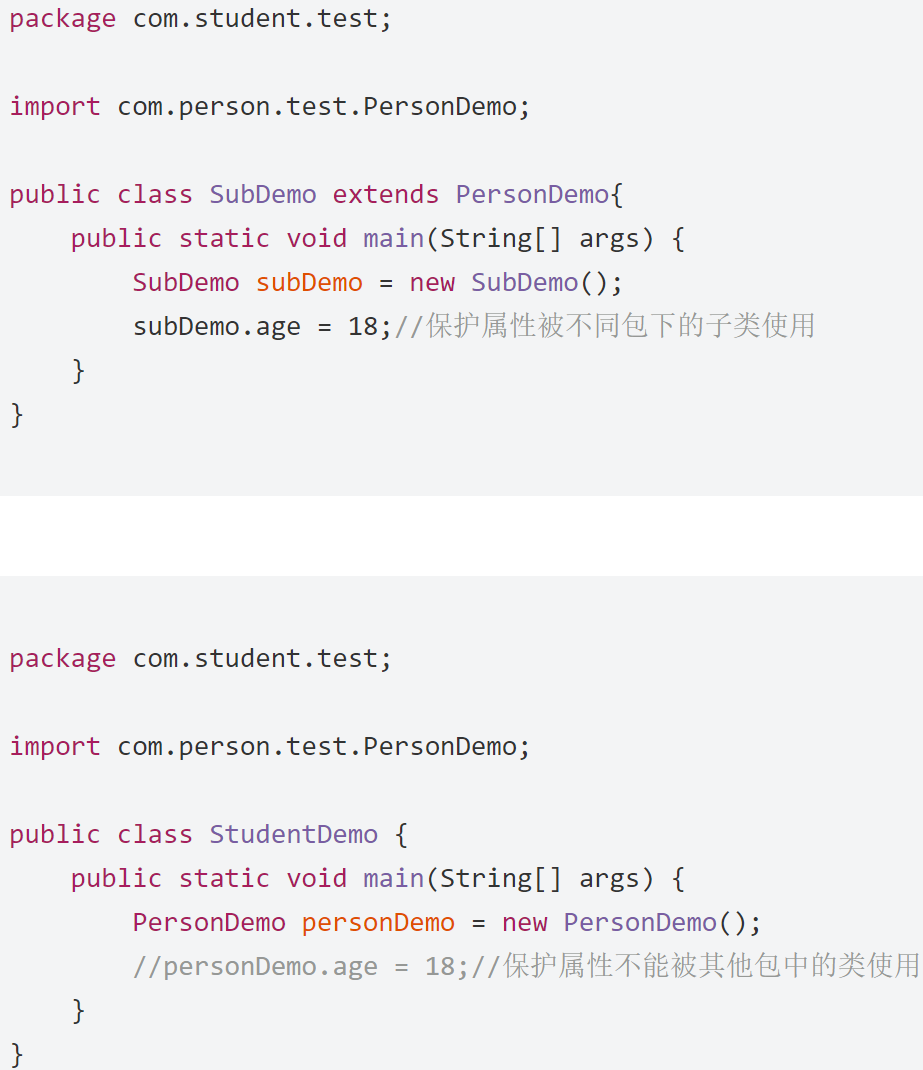 package com.student.test;
import com.person.test.PersonDemo;
public class SubDemo extends PersonDemo{
    public static void main(String[] args) {
        SubDemo subDemo = new SubDemo();
        subDemo.age = 18;//保护属性被不同包下的子类使用
    }
}
package com.student.test;
import com.person.test.PersonDemo;
public class StudentDemo {
    public static void main(String[] args) {
        PersonDemo personDemo = new PersonDemo();
        //personDemo.age = 18;//保护属性不能被其他包中的类使用
    }
}